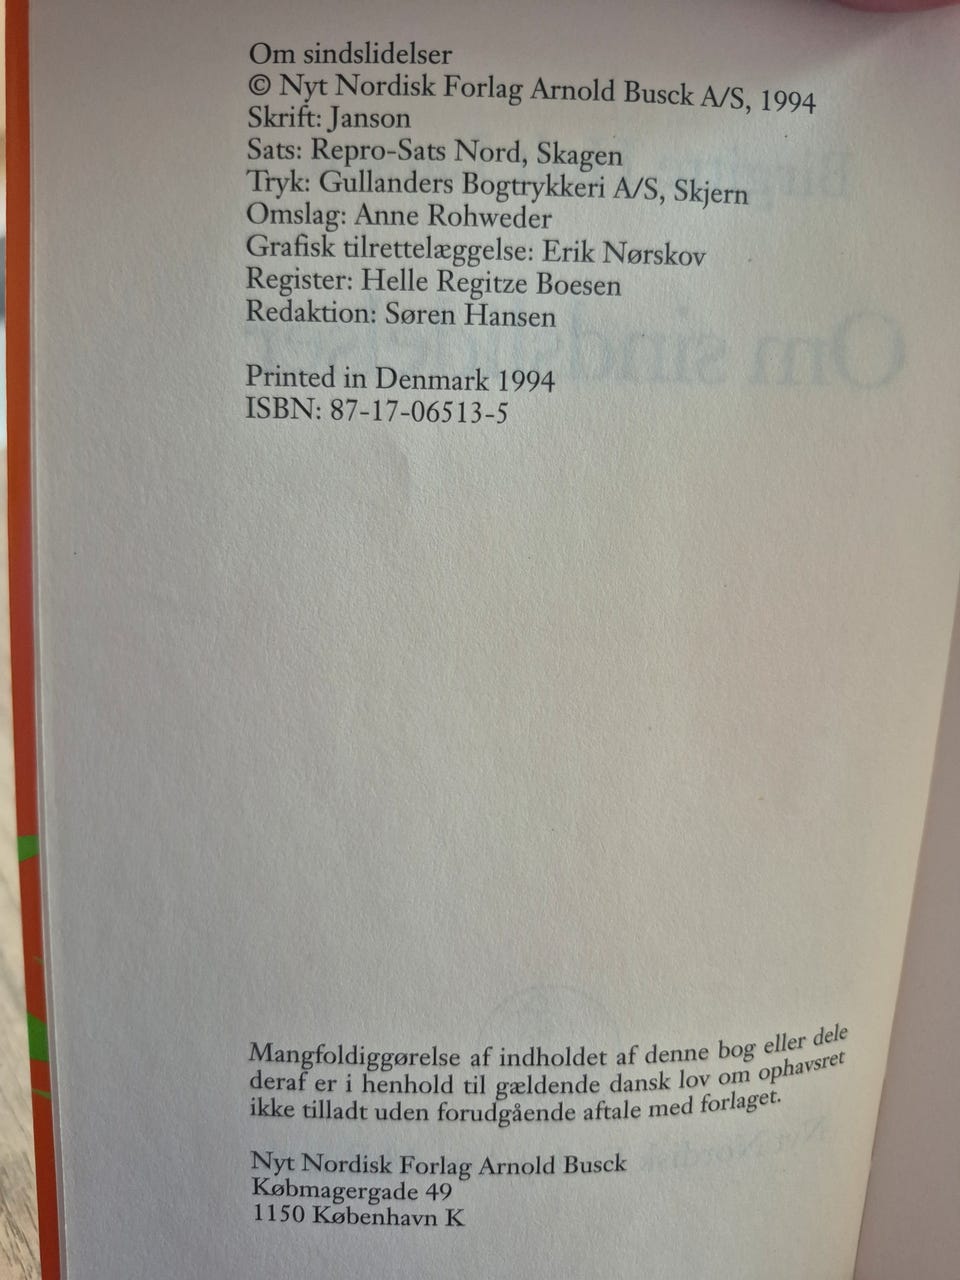 Om sindslidelser
© Nyt Nordisk Forlag Arnold Busck A/S, 1994
Skrift: Janson
Sats: Repro-Sats Nord, Skagen
Tryk: Gullanders Bogtrykkeri A/S, Skjern
Omslag: Anne Rohweder
Grafisk tilrettelæggelse: Erik Nørskov
Register: Helle Regitze Boesen
Redaktion: Søren Hansen
Printed in Denmark 1994
ISBN: 87-17-06513-5
Mangfoldiggørelse af indholdet af denne bog eller dele
deraf er i henhold til gældende dansk lov om ophavsret
ikke tilladt uden forudgående aftale med forlaget.
Nyt Nordisk Forlag Arnold Busck
Købmagergade 49
1150 København K